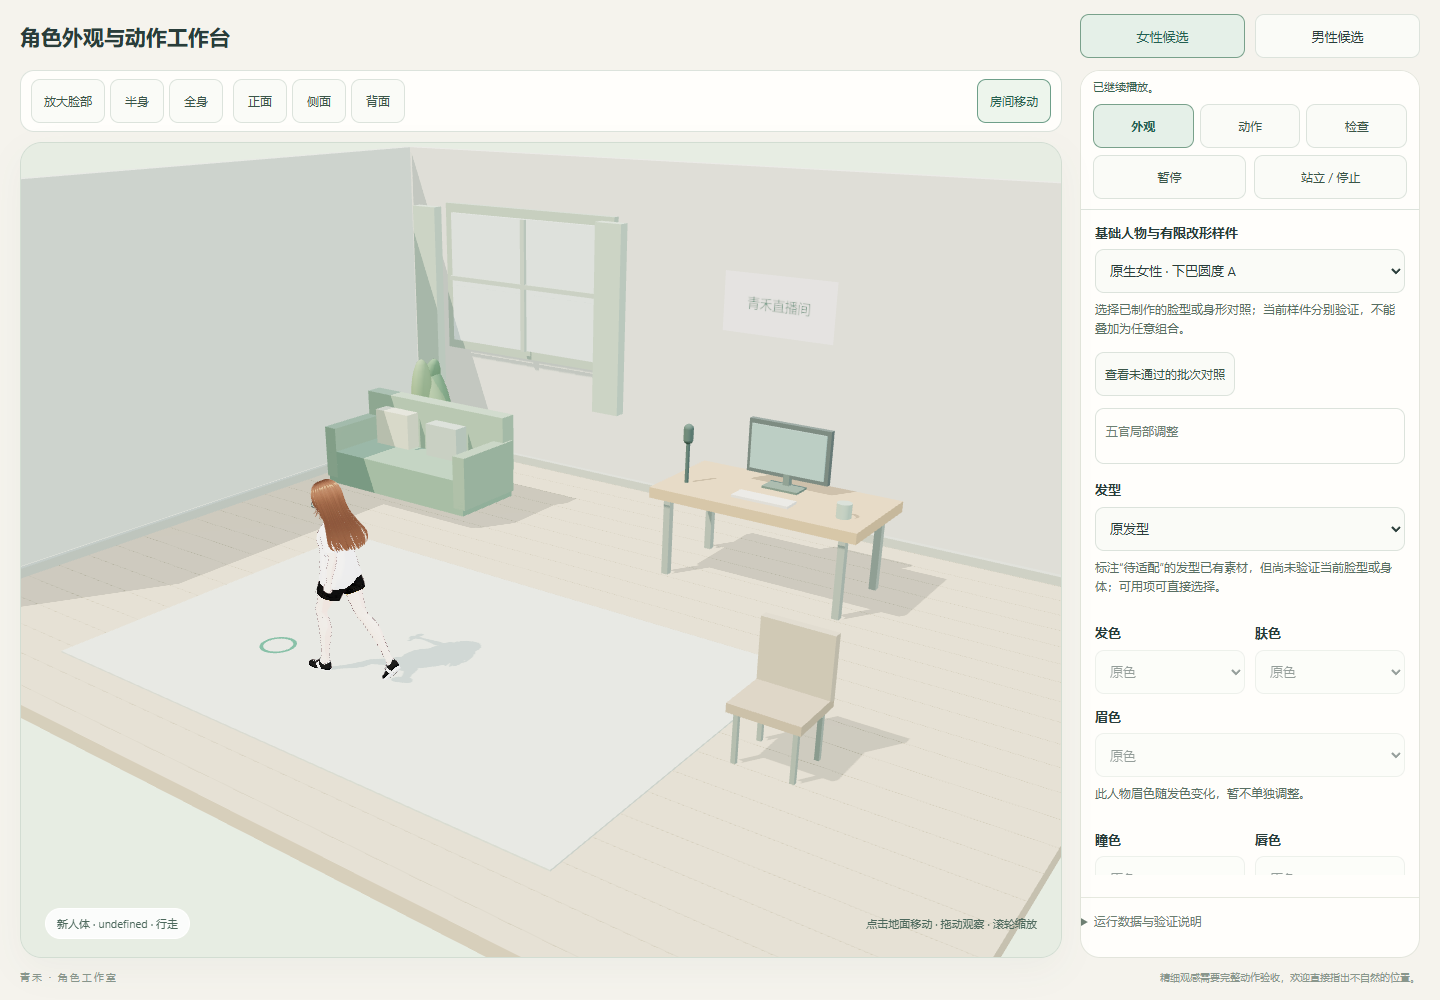 角色外观与动作工作台
女性候选
男性候选
放大脸部
半身
全身
正面
侧面
背面
房间移动
已继续播放。
外观
动作
检查
暂停
站立 / 停止
青禾直播间
基础人物与有限改形样件
原生女性 · 下巴圆度 A
选择已制作的脸型或身形对照；当前样件分别验证，不能
叠加为任意组合。
查看未通过的批次对照
五官局部调整
发型
原发型
标注“待适配”的发型已有素材，但尚未验证当前脸型或身
体；可用项可直接选择。
发色
肤色
原色
原色
眉色
原色
此人物眉色随发色变化，暂不单独调整。
瞳色
唇色
新人体 · undefined · 行走
点击地面移动 · 拖动观察 · 滚轮缩放
运行数据与验证说明
青禾 · 角色工作室
精细观感需要完整动作验收，欢迎直接指出不自然的位置。